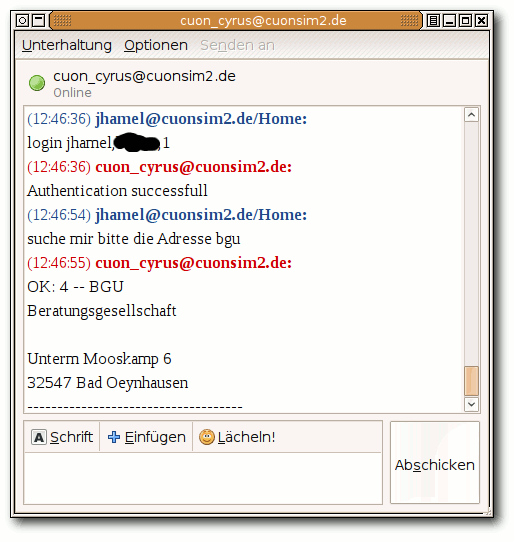 cuon_cyrus@cuonsim2.de
Unterhaltung Optionen Senden an
cuon_cyrus@cuonsim2.de
Online
(12:46:36) jhamel@cuonsim2.de/Home:
login jhamel, ,1
(12:46:36) cuon_cyrus@cuonsim2.de:
Authentication successfull
(12:46:54) jhamel@cuonsim2.de/Home:
suche mir bitte die Adresse bgu
(12:46:55) cuon_cyrus@cuonsim2.de:
OK: 4 -- BGU
Beratungsgesellschaft
Unterm Mooskamp 6
32547 Bad Oeynhausen
------------------------------------
A Schrift Einfügen Lächeln!
Abschicken